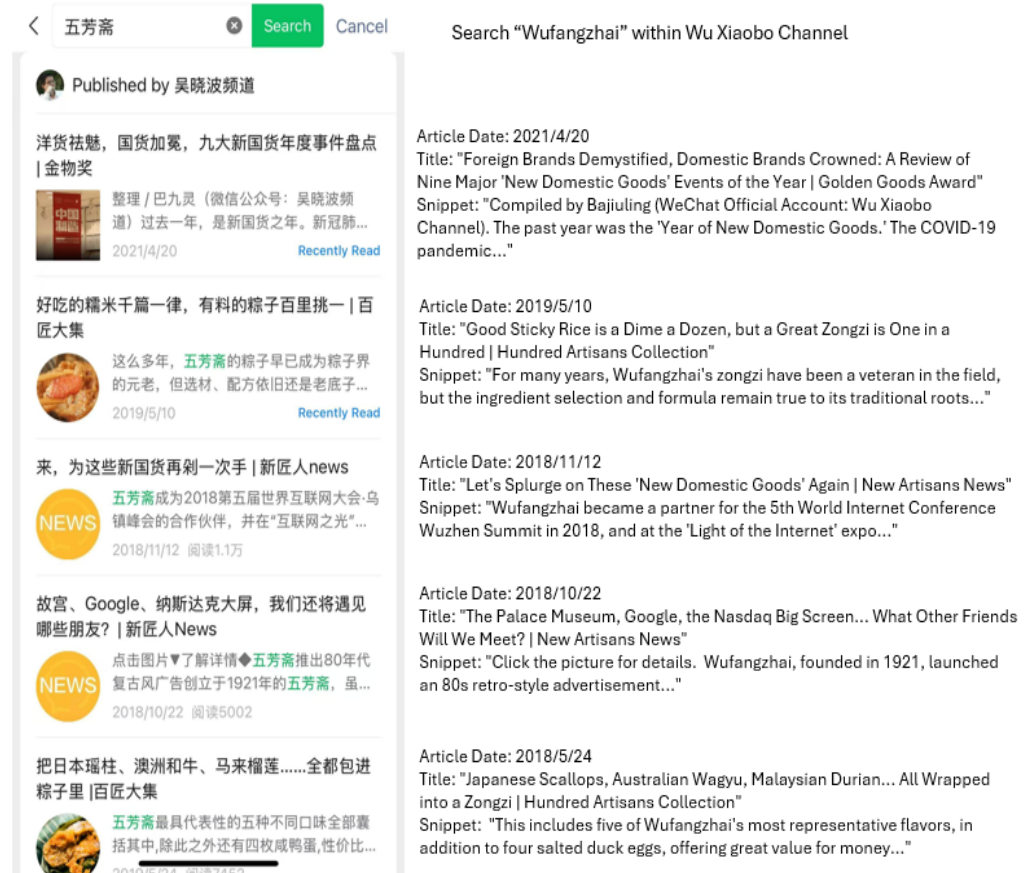 五芳斋
Search
Cancel
Search “Wufangzhai” within Wu Xiaobo Channel
Published by 吴晓波频道
洋货祛魅，国货加冕，九大新国货年度事件盘点
| 金物奖
中国
制造
整理 / 巴九灵（微信公众号：吴晓波频
道）过去一年，是新国货之年。新冠肺...
2021/4/20
Recently Read
Article Date: 2021/4/20
Title: "Foreign Brands Demystified, Domestic Brands Crowned: A Review of
Nine Major 'New Domestic Goods' Events of the Year | Golden Goods Award"
Snippet: "Compiled by Bajiuling (WeChat Official Account: Wu Xiaobo
Channel). The past year was the 'Year of New Domestic Goods.' The COVID-19
pandemic..."
好吃的糯米千篇一律，有料的粽子百里挑一 | 百
匠大集
这么多年，五芳斋的粽子早已成为粽子界
的元老，但选材、配方依旧还是老底子...
2019/5/10
Recently Read
Article Date: 2019/5/10
Title: "Good Sticky Rice is a Dime a Dozen, but a Great Zongzi is One in a
Hundred | Hundred Artisans Collection"
Snippet: "For many years, Wufangzhai's zongzi have been a veteran in the field,
but the ingredient selection and formula remain true to its traditional roots..."
来，为这些新国货再剁一次手 | 新匠人news
NEWS
五芳斋成为2018第五届世界互联网大会·乌
镇峰会的合作伙伴，并在“互联网之光”...
2018/11/12 阅读1.1万
Article Date: 2018/11/12
Title: "Let's Splurge on These 'New Domestic Goods' Again | New Artisans News"
Snippet: "Wufangzhai became a partner for the 5th World Internet Conference
Wuzhen Summit in 2018, and at the 'Light of the Internet' expo..."
故宫、Google、纳斯达克大屏，我们还将遇见
哪些朋友？| 新匠人News
NEWS
点击图片▼了解详情◆五芳斋推出80年代
复古风广告创立于1921年的五芳斋，虽...
2018/10/22 阅读5002
Article Date: 2018/10/22
Title: "The Palace Museum, Google, the Nasdaq Big Screen... What Other Friends
Will We Meet? | New Artisans News"
Snippet: "Click the picture for details.  Wufangzhai, founded in 1921, launched
an 80s retro-style advertisement..."
把日本瑶柱、澳洲和牛、马来榴莲......全都包进
粽子里 |百匠大集
五芳斋最具代表性的五种不同口味全部囊
括其中,除此之外还有四枚咸鸭蛋,性价比...
2018/5/24 阅读7452
Article Date: 2018/5/24
Title: "Japanese Scallops, Australian Wagyu, Malaysian Durian... All Wrapped
into a Zongzi | Hundred Artisans Collection"
Snippet:  "This includes five of Wufangzhai's most representative flavors, in
addition to four salted duck eggs, offering great value for money..."